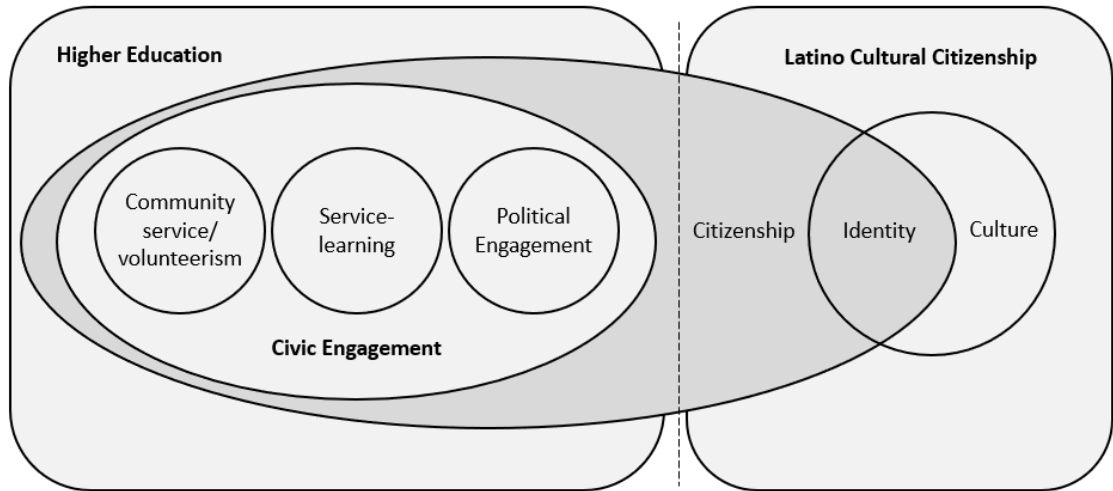 Higher Education
Latino Cultural Citizenship
Community
service/
volunteerism
Service-
learning
Political
Engagement
Citizenship
Identity
Culture
Civic Engagement